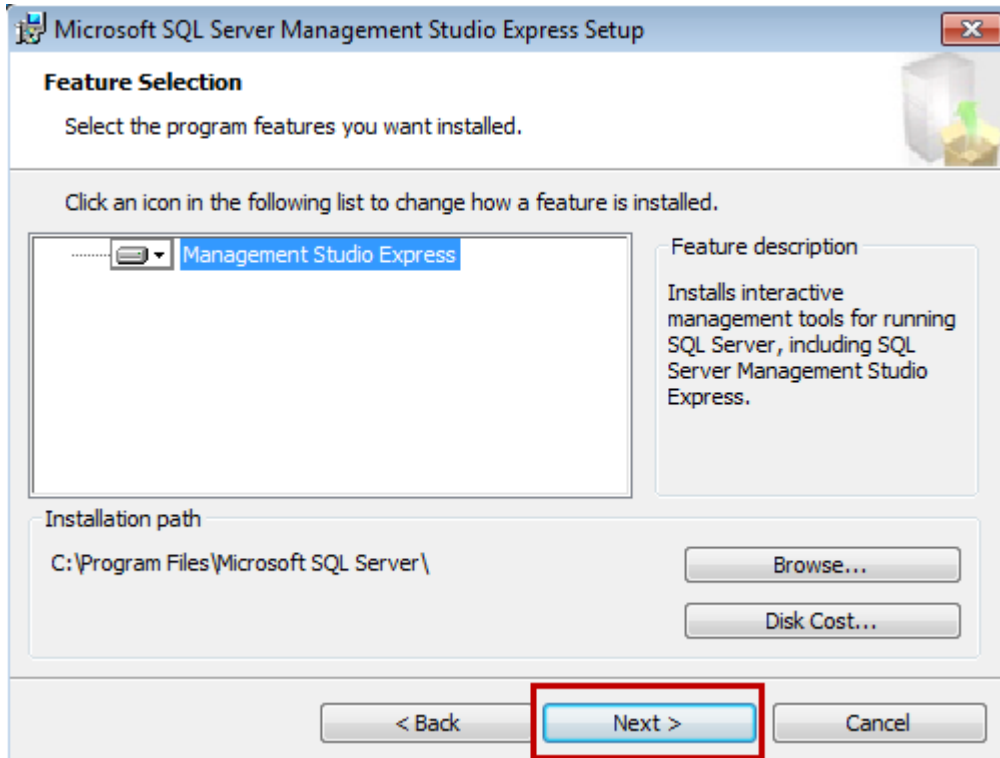 Microsoft SQL Server Management Studio Express Setup
Feature Selection
Select the program features you want installed.
Click an icon in the following list to change how a feature is installed.
Management Studio Express
Feature description
Installs interactive
management tools for running
SQL Server, including SQL
Server Management Studio
Express.
Installation path
C:\Program Files\Microsoft SQL Server\
Browse...
Disk Cost...
< Back
Next >
Cancel